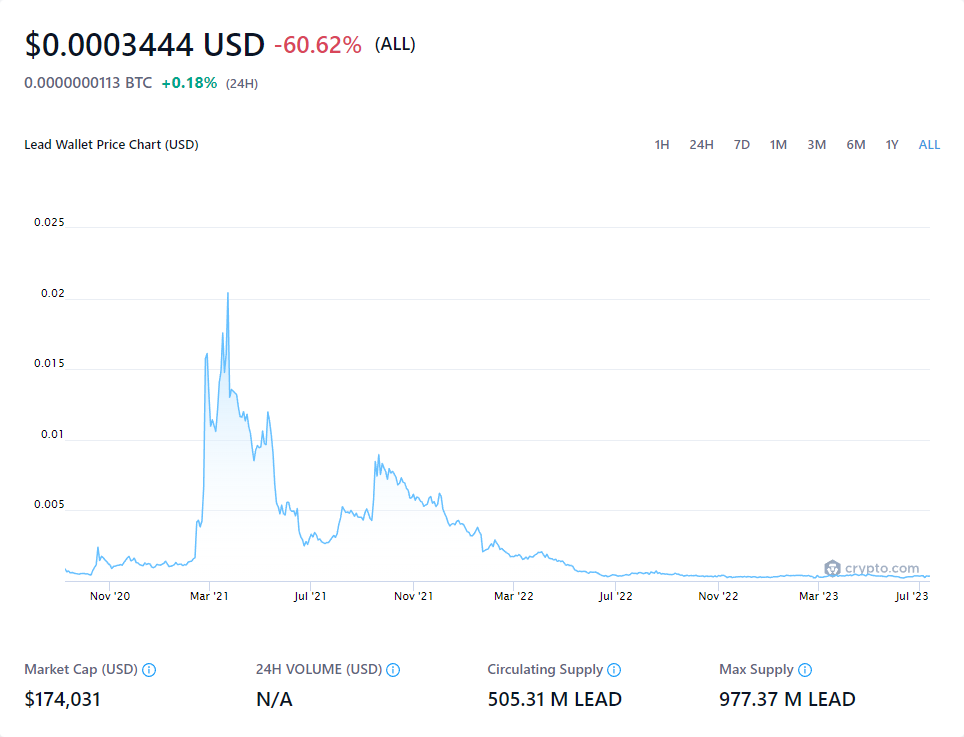 $0.0003444 USD -60.62% (ALL)
0.0000000113 BTC +0.18% (24H)
Lead Wallet Price Chart (USD) 1H 24H 7D 1M 3M 6M 1Y ALL
0.025
0.02
0.015
0.01
0.005
crypto.com
Nov '20 Mar '21 Jul '21 Nov '21 Mar '22 Jul '22 Nov '22 Mar '23 Jul '23
Market Cap (USD) 24H VOLUME (USD) Circulating Supply Max Supply
$174,031 N/A 505.31 M LEAD 977.37 M LEAD